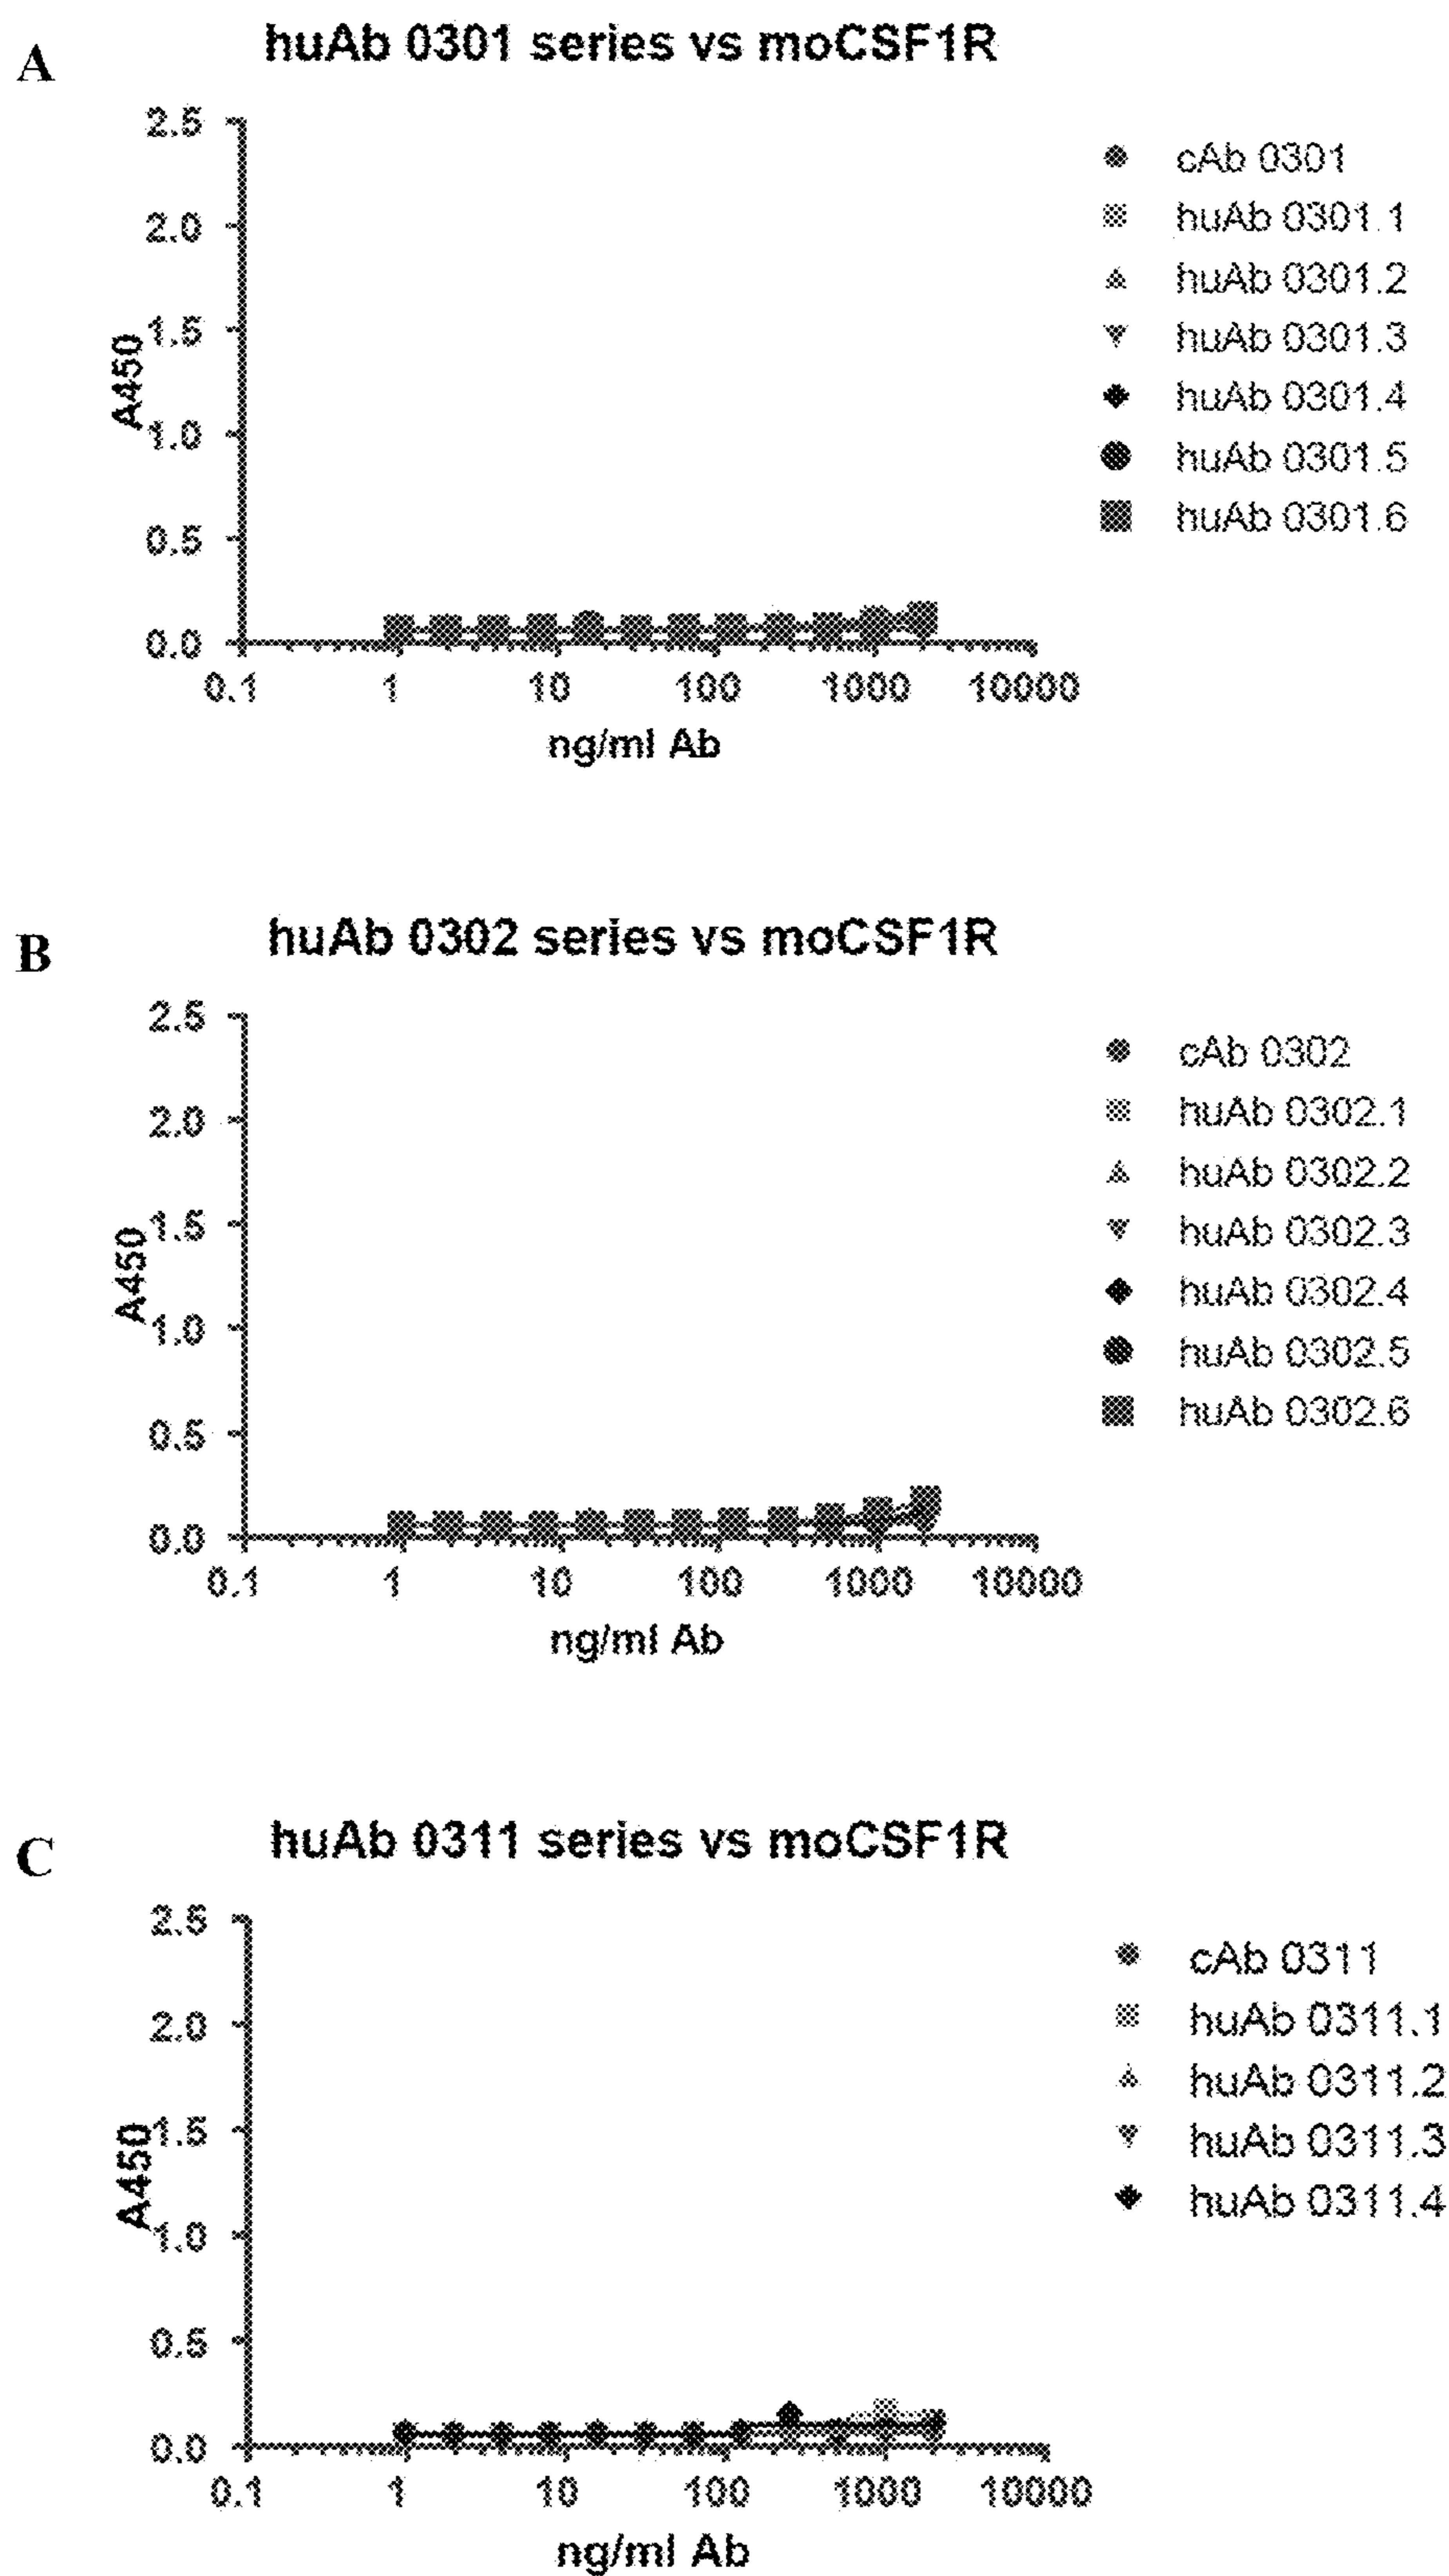 A
huAb 0301 series vs moCSF1R
2.5
2.0
1.5
1.0
0.5
0.0
A450
0.1 1 10 100 1000 10000
ng/ml Ab
cAb 0301
huAb 0301.1
huAb 0301.2
huAb 0301.3
huAb 0301.4
huAb 0301.5
huAb 0301.6
B
huAb 0302 series vs moCSF1R
2.5
2.0
1.5
1.0
0.5
0.0
A450
0.1 1 10 100 1000 10000
ng/ml Ab
cAb 0302
huAb 0302.1
huAb 0302.2
huAb 0302.3
huAb 0302.4
huAb 0302.5
huAb 0302.6
C
huAb 0311 series vs moCSF1R
2.5
2.0
1.5
1.0
0.5
0.0
A450
0.1 1 10 100 1000 10000
ng/ml Ab
cAb 0311
huAb 0311.1
huAb 0311.2
huAb 0311.3
huAb 0311.4